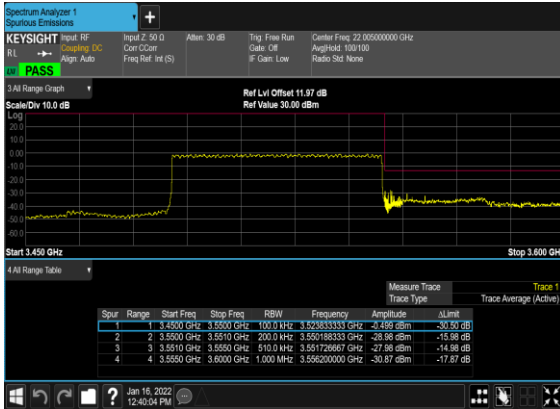 Spectrum Analyzer 1
Spurious Emissions
+
KEYSIGHT Input: RF Input Z: 50 Ω Atten: 30 dB Trig: Free Run Center Freq: 22.005000000 GHz
RL Coupling: DC Corr CCorr Gate: Off Avg|Hold: 100/100
Align: Auto Freq Ref: Int (S) IF Gain: Low Radio Std: None
PASS
3 All Range Graph
Ref Lvl Offset 11.97 dB
Scale/Div 10.0 dB Ref Value 30.00 dBm
Log
20.0
10.0
0.00
-10.0
-20.0
-30.0
-40.0
-50.0
-60.0
Start 3.450 GHz Stop 3.600 GH
4 All Range Table
Measure Trace Trace 1
Trace Type Trace Average (Active)
Spur Range Start Freq Stop Freq RBW Frequency Amplitude ΔLimit
1 1 3.4500 GHz 3.5500 GHz 100.0 kHz 3.523833333 GHz -0.499 dBm -30.50 dB
2 2 3.5500 GHz 3.5510 GHz 200.0 kHz 3.550188333 GHz -28.98 dBm -15.98 dB
3 3 3.5510 GHz 3.5550 GHz 510.0 kHz 3.551726667 GHz -27.98 dBm -14.98 dB
4 4 3.5550 GHz 3.6000 GHz 1.000 MHz 3.556200000 GHz -30.87 dBm -17.87 dB
?
Jan 16, 2022
12:40:04 PM